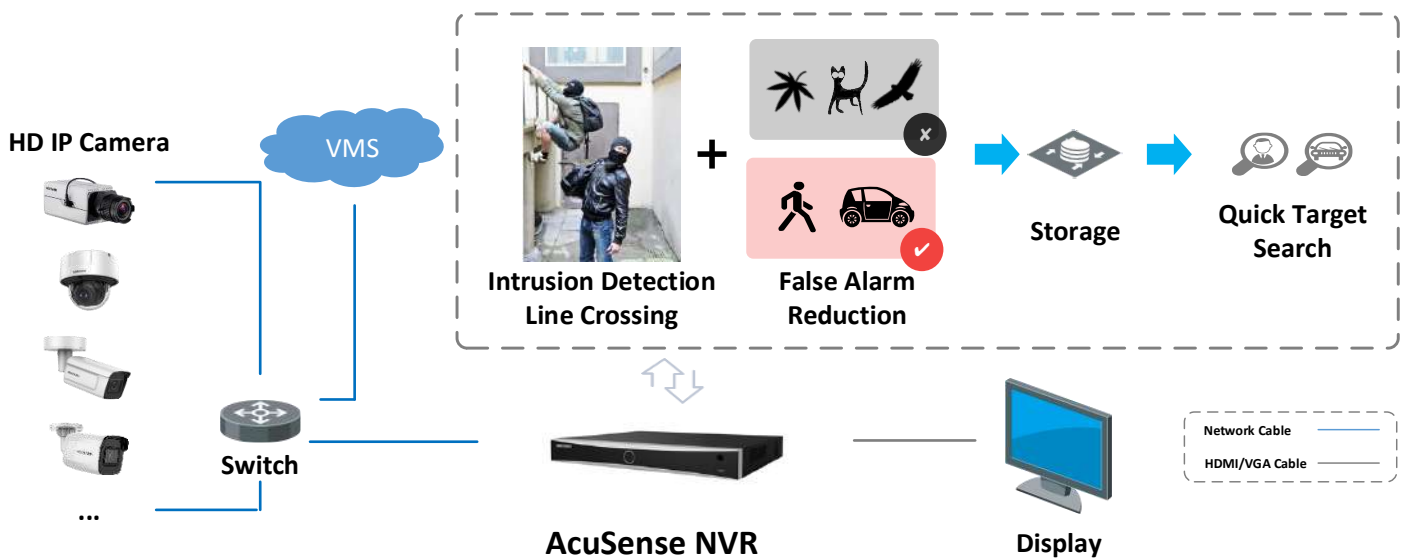 HD IP Camera
VMS
Intrusion Detection
Line Crossing
+
False Alarm
Reduction
Storage
Quick Target
Search
Switch
...
AcuSense NVR
Display
Network Cable
HDMI/VGA Cable